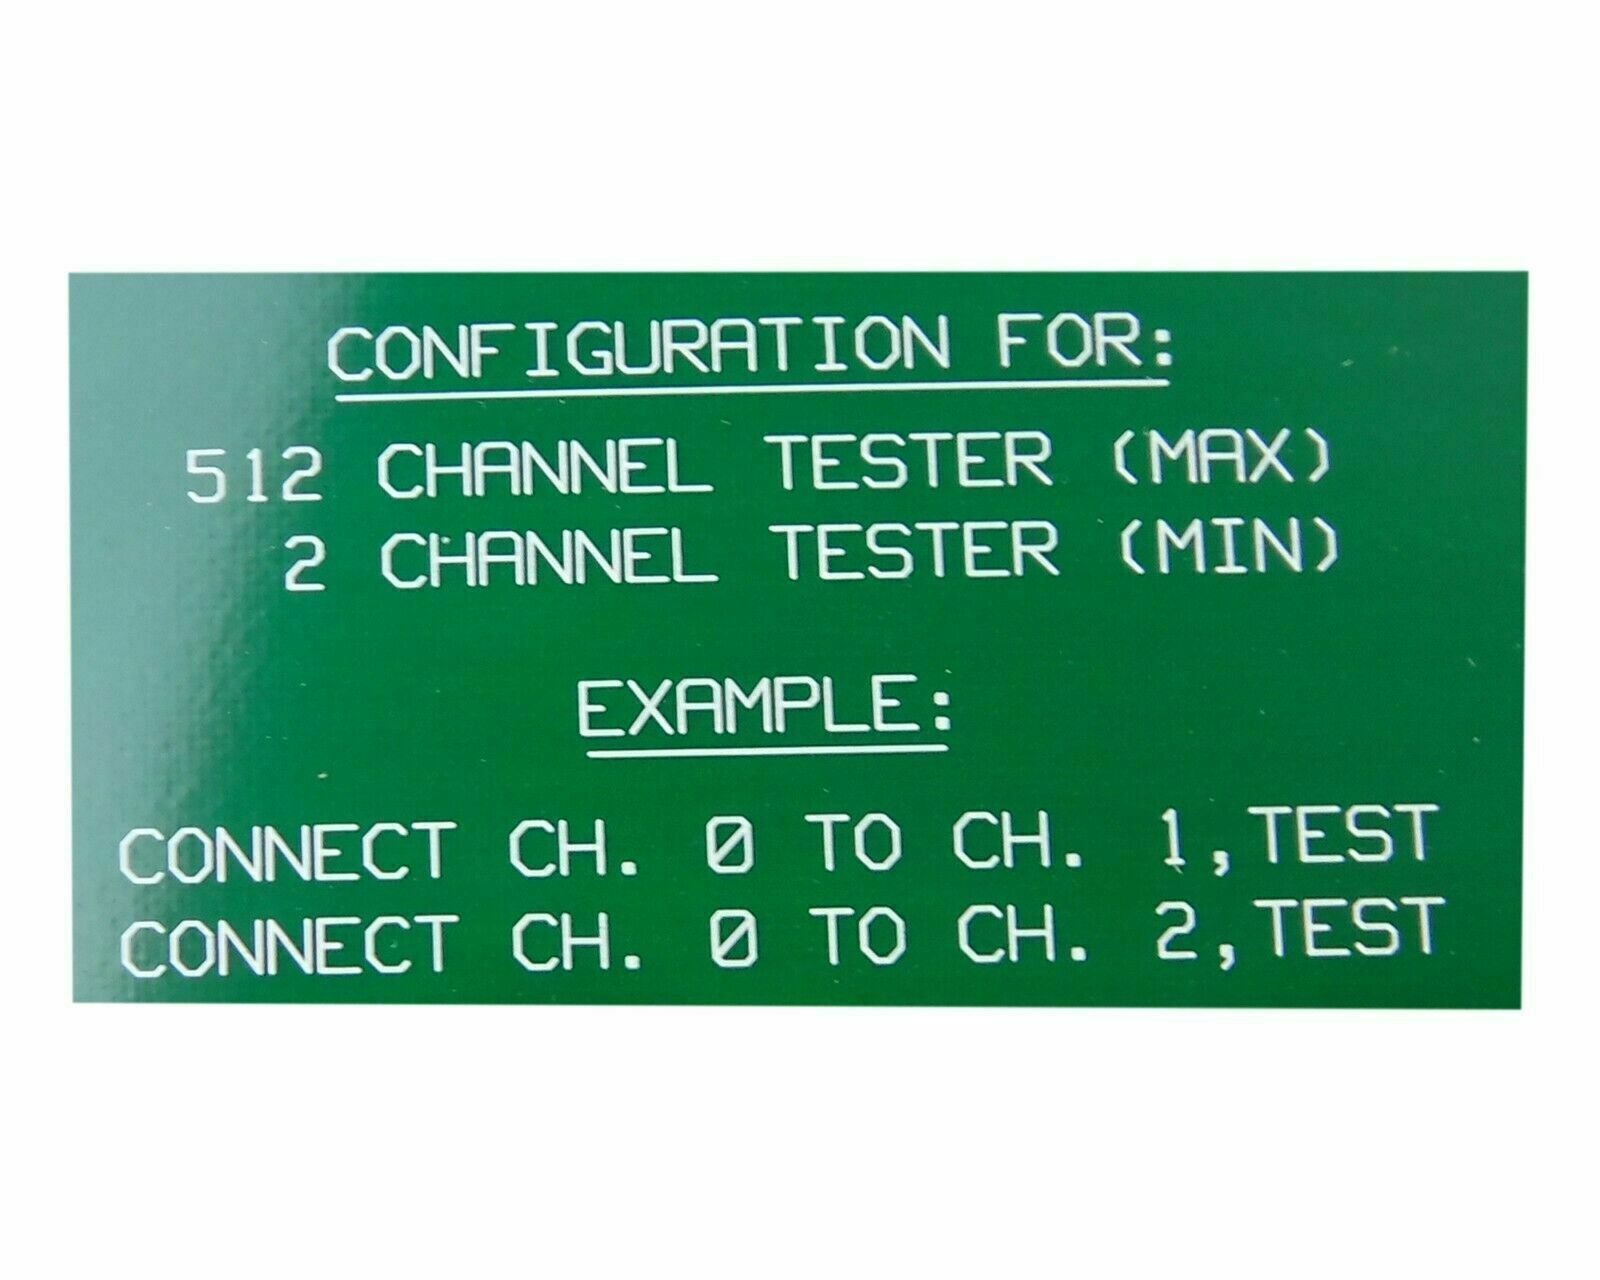 CONFIGURATION FOR:
512 CHANNEL TESTER (MAX)
2 CHANNEL TESTER (MIN)
EXAMPLE:
CONNECT CH. 0 TO CH. 1,TEST
CONNECT CH. 0 TO CH. 2,TEST